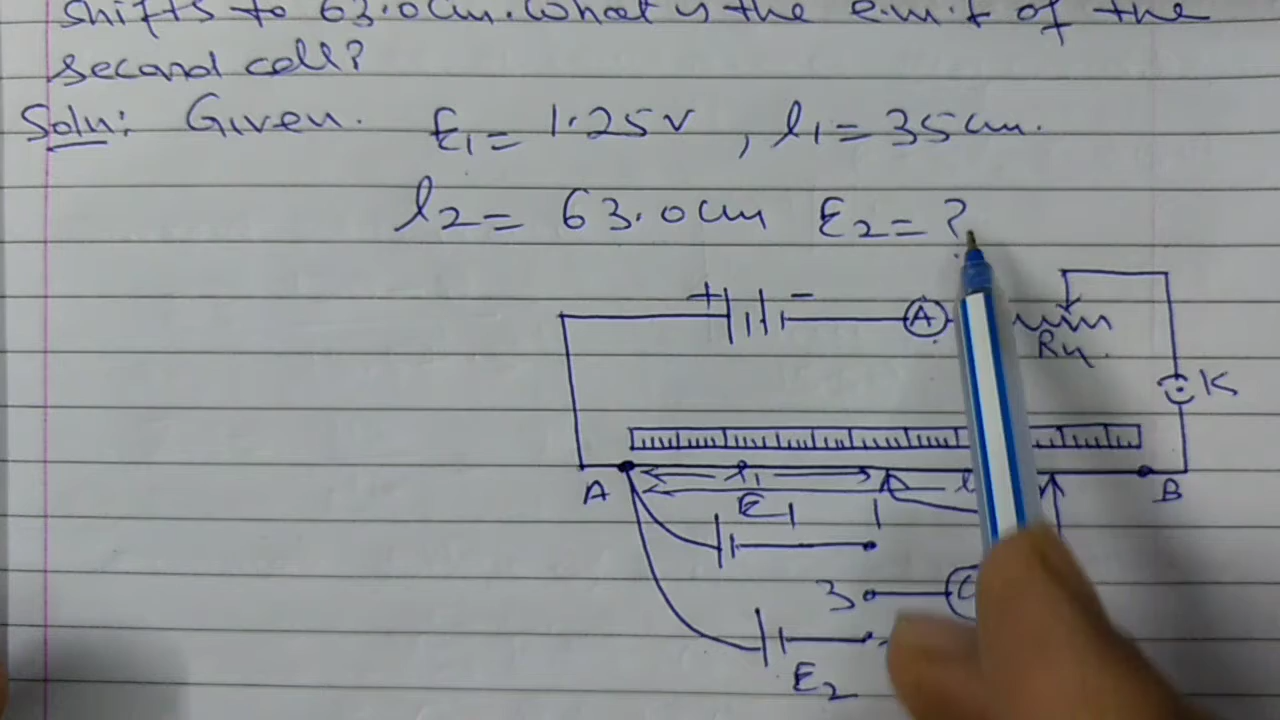 shifts to 63.0cm. What is the e.m.f of the
second cell?
Soln: Given. E1 = 1.25V, l1 = 35cm.
l2 = 63.0cm E2 = ?
+ -
A
K
A l1 B
E1 1
3
E2